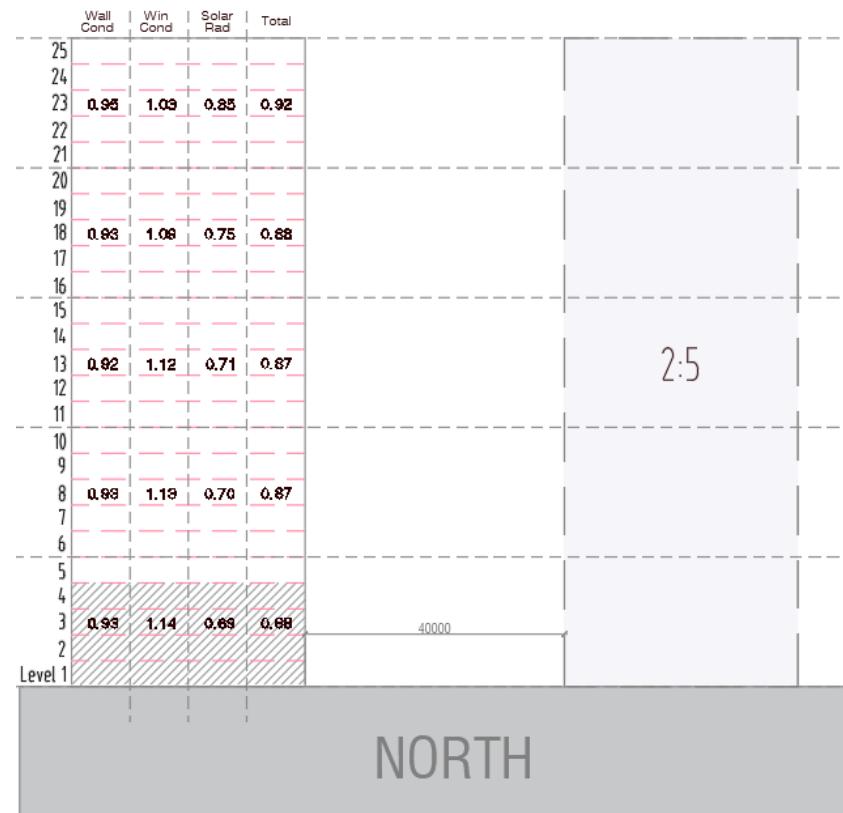 Wall Cond Win Cond Solar Rad Total
25
24
23 0.95 1.03 0.85 0.92
22
21
20
19
18 0.93 1.09 0.75 0.88
17
16
15
14
13 0.92 1.12 0.71 0.87 2:5
12
11
10
9
8 0.93 1.13 0.70 0.87
7
6
5
4
3 0.93 1.14 0.69 0.88 40000
2
Level 1
NORTH